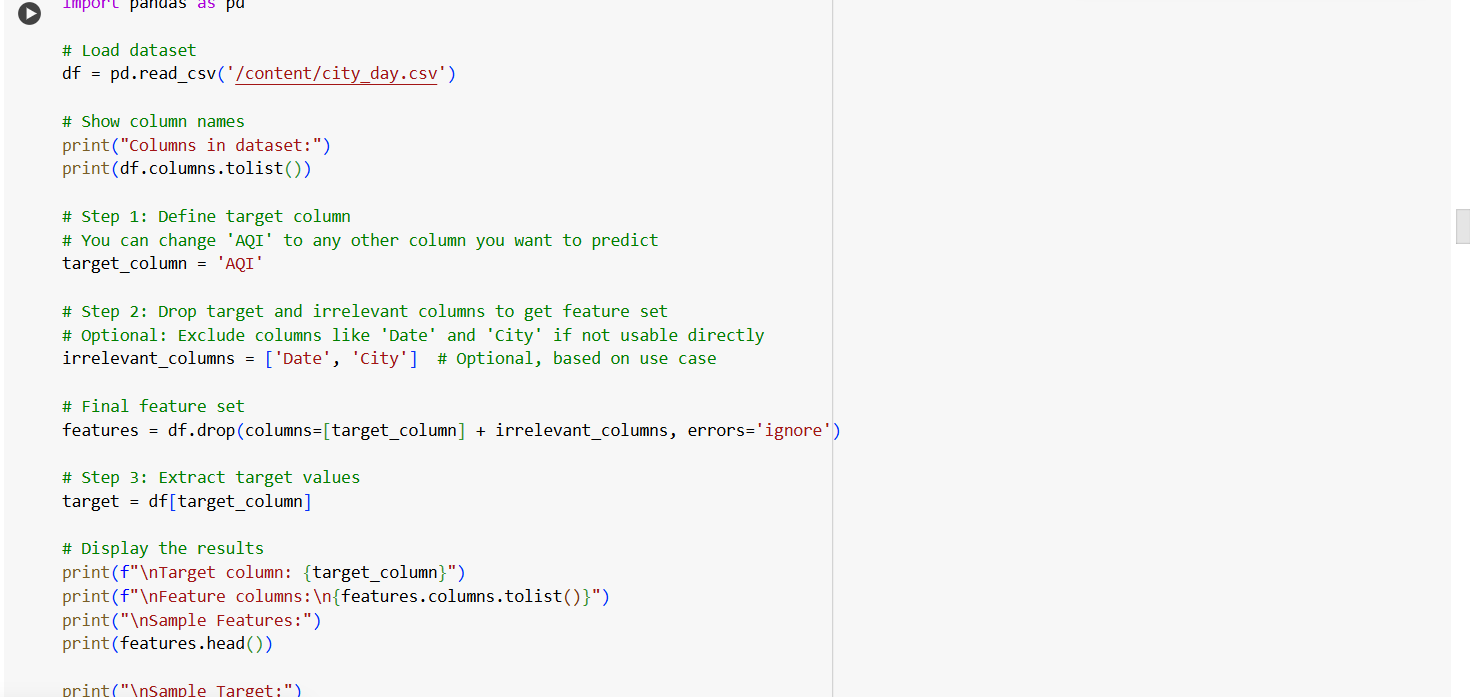 import pandas as pd
# Load dataset
df = pd.read_csv('/content/city_day.csv')
# Show column names
print("Columns in dataset:")
print(df.columns.tolist())
# Step 1: Define target column
# You can change 'AQI' to any other column you want to predict
target_column = 'AQI'
# Step 2: Drop target and irrelevant columns to get feature set
# Optional: Exclude columns like 'Date' and 'City' if not usable directly
irrelevant_columns = ['Date', 'City']  # Optional, based on use case
# Final feature set
features = df.drop(columns=[target_column] + irrelevant_columns, errors='ignore')
# Step 3: Extract target values
target = df[target_column]
# Display the results
print(f"\nTarget column: {target_column}")
print(f"\nFeature columns:\n{features.columns.tolist()}")
print("\nSample Features:")
print(features.head())
print("\nSample Target:")